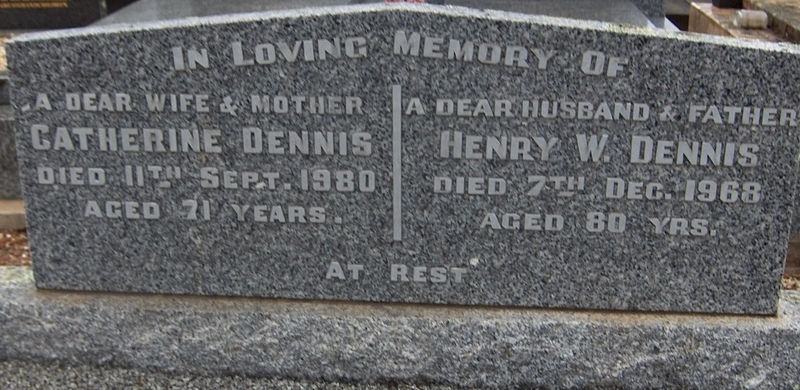 IN LOVING MEMORY OF
A DEAR WIFE & MOTHER
CATHERINE DENNIS
DIED 11TH SEPT. 1980
AGED 71 YEARS.
A DEAR HUSBAND & FATHER
HENRY W. DENNIS
DIED 7TH DEC. 1968
AGED 80 YRS.
AT REST